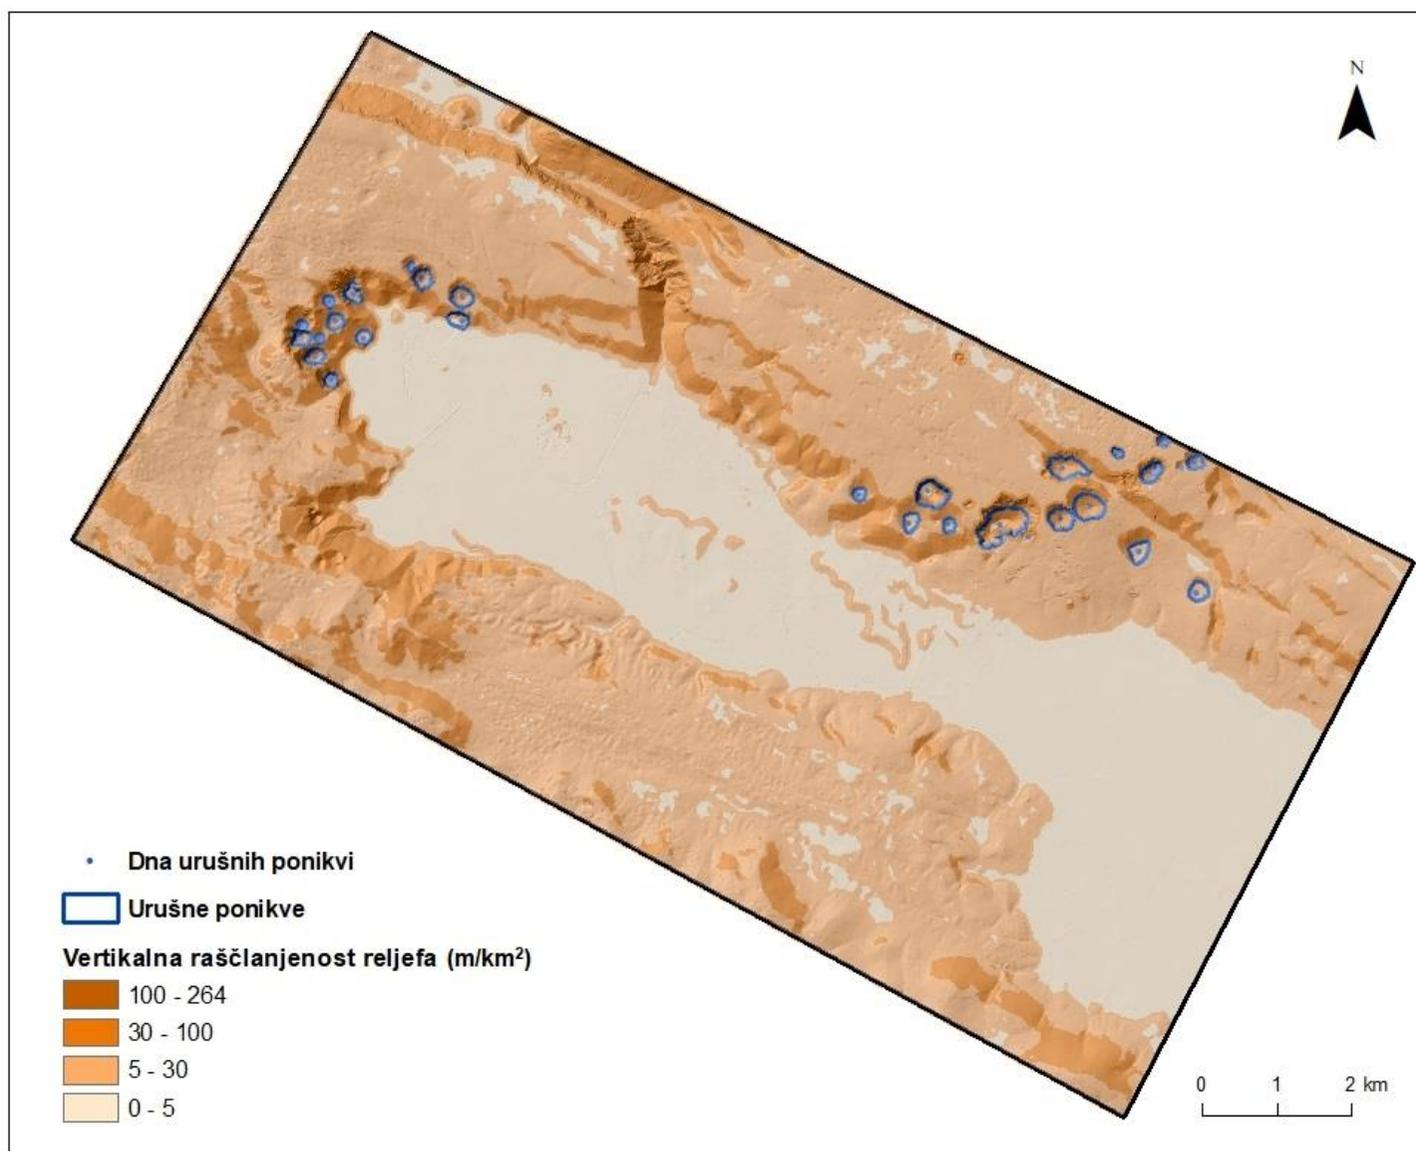 N
Dna urušnih ponikvi
Urušne ponikve
Vertikalna raščlanjenost reljefa (m/km²)
100 - 264
30 - 100
5 - 30
0 - 5
0 1 2 km